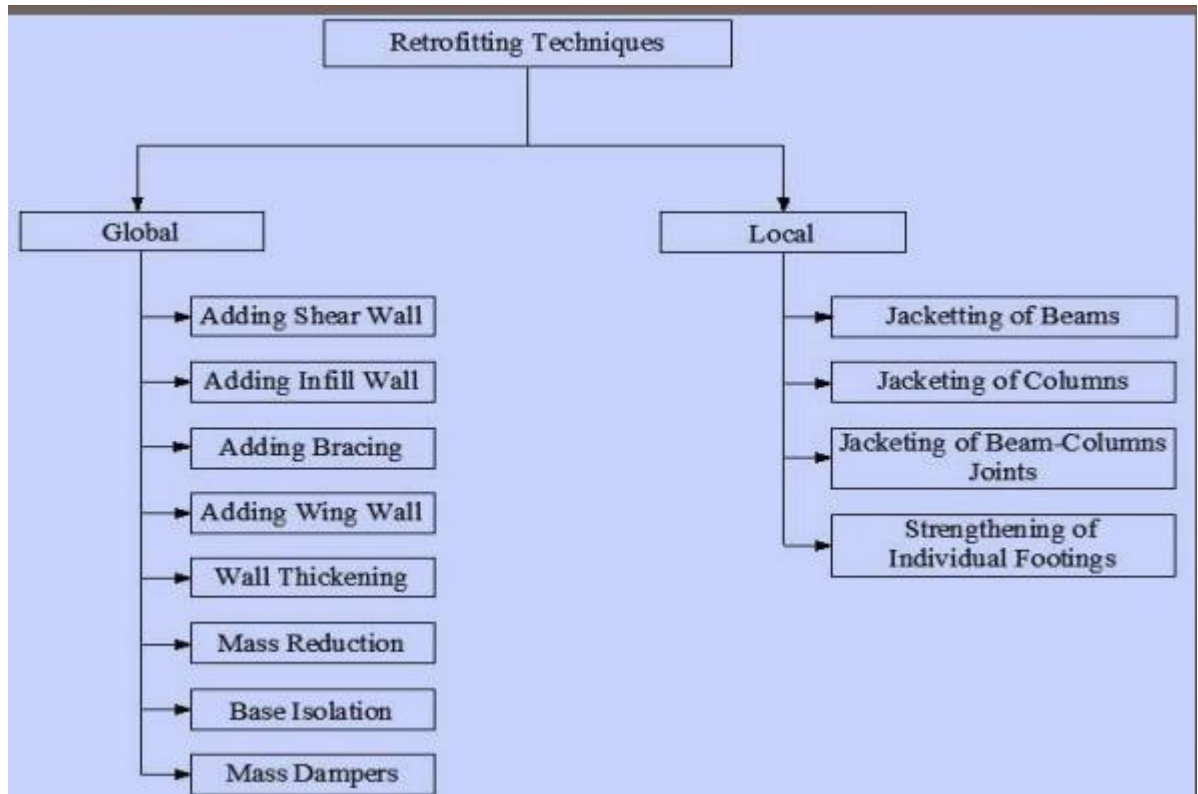 Retrofitting Techniques
Global
Local
Adding Shear Wall
Adding Infill Wall
Adding Bracing
Adding Wing Wall
Wall Thickening
Mass Reduction
Base Isolation
Mass Dampers
Jacketting of Beams
Jacketing of Columns
Jacketing of Beam-Columns
Joints
Strengthening of
Individual Footings